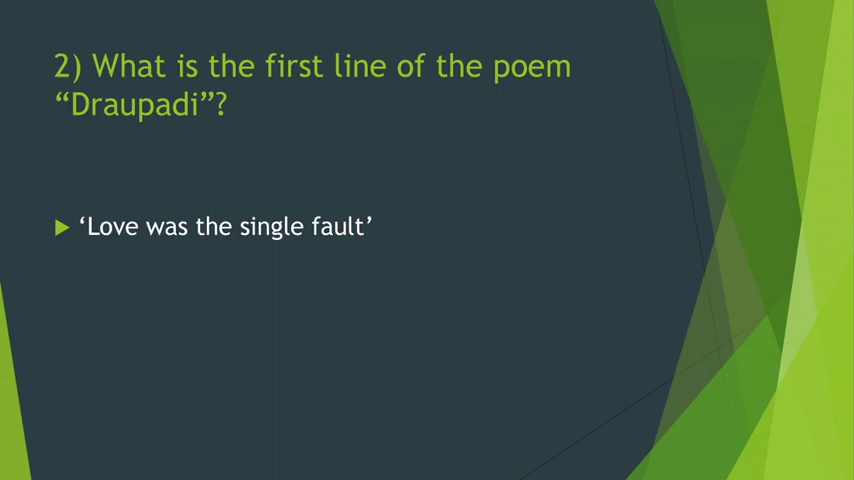 2) What is the first line of the poem
“Draupadi”?
‘Love was the single fault’